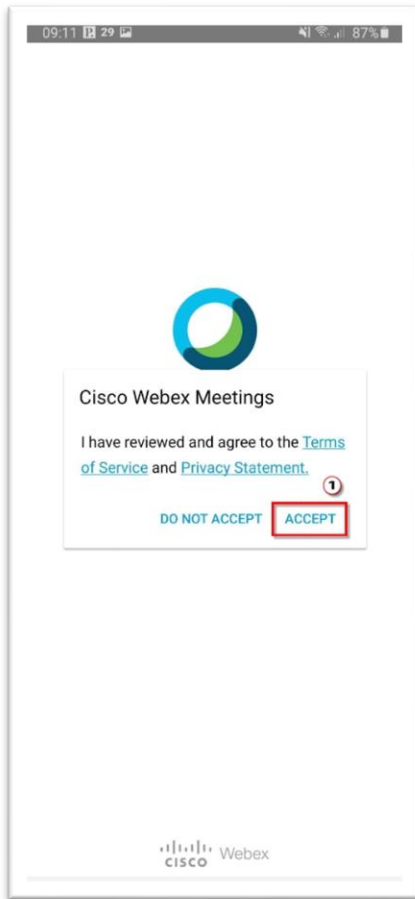 09:11 29 87%
Cisco Webex Meetings
I have reviewed and agree to the Terms
of Service and Privacy Statement.
1
DO NOT ACCEPT ACCEPT
CISCO Webex